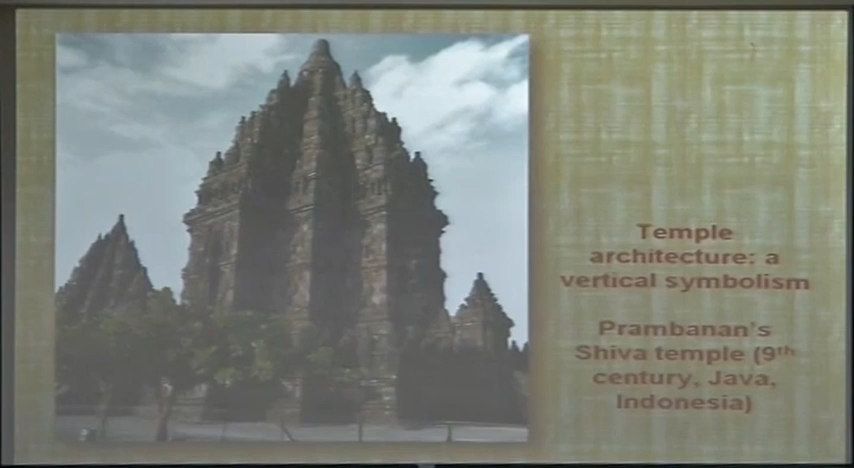 Temple
architecture: a
vertical symbolism
Prambanan's
Shiva temple (9th
century, Java,
Indonesia)